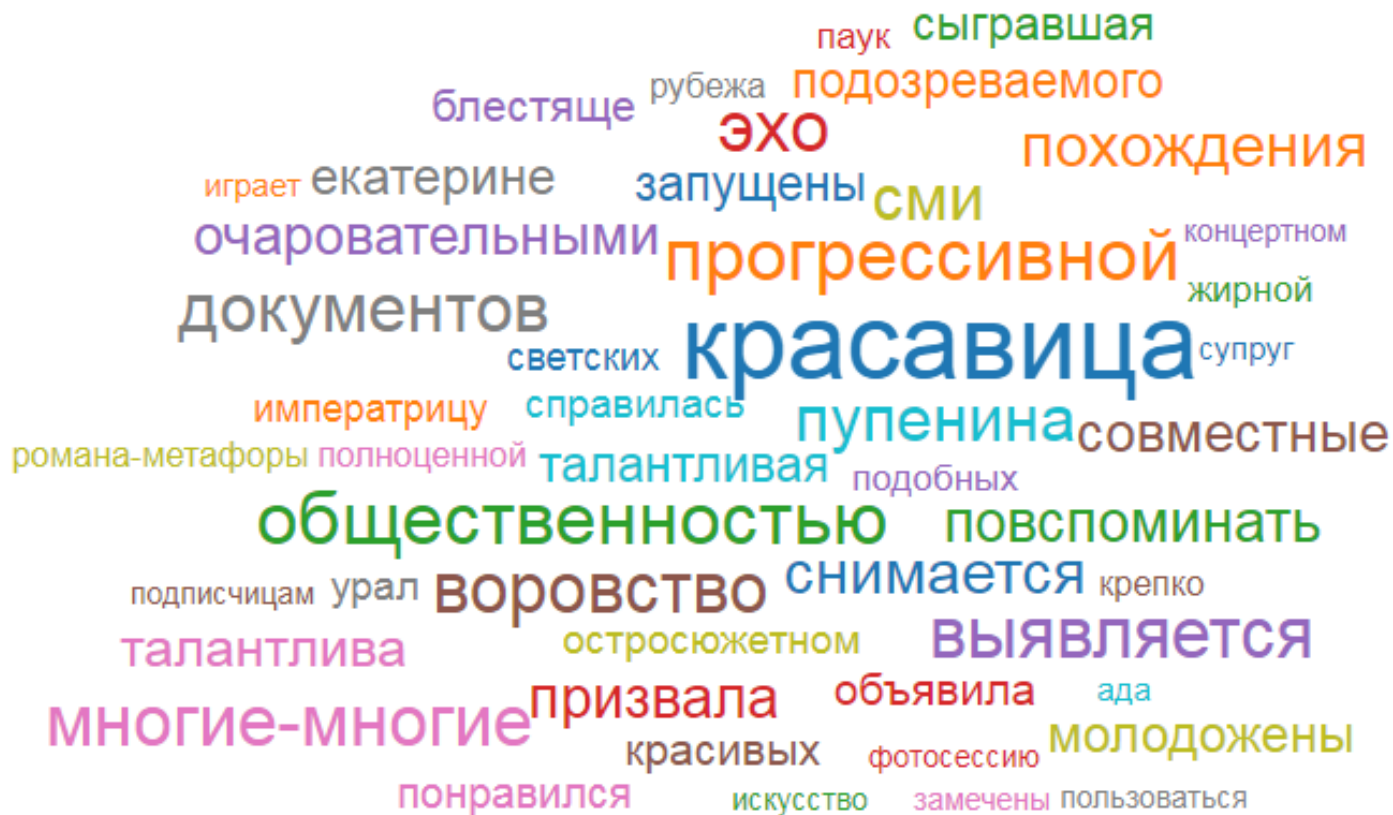 паук сыгравшая
блестяще рубежа подозреваемого
эхо похождения
играет екатерине запущены сми
очаровательными прогрессивной концертном
документов жирной
светских красавица супруг
императрицу справилась пупенина совместные
романа-метафоры полноценной талантливая подобных
общественностью повспоминать
подписчицам урал воровство снимается крепко
талантлива остросюжетном выявляется
многие-многие призвала объявила ада
красивых фотосессию молодожены
понравился искусство замечены пользоваться